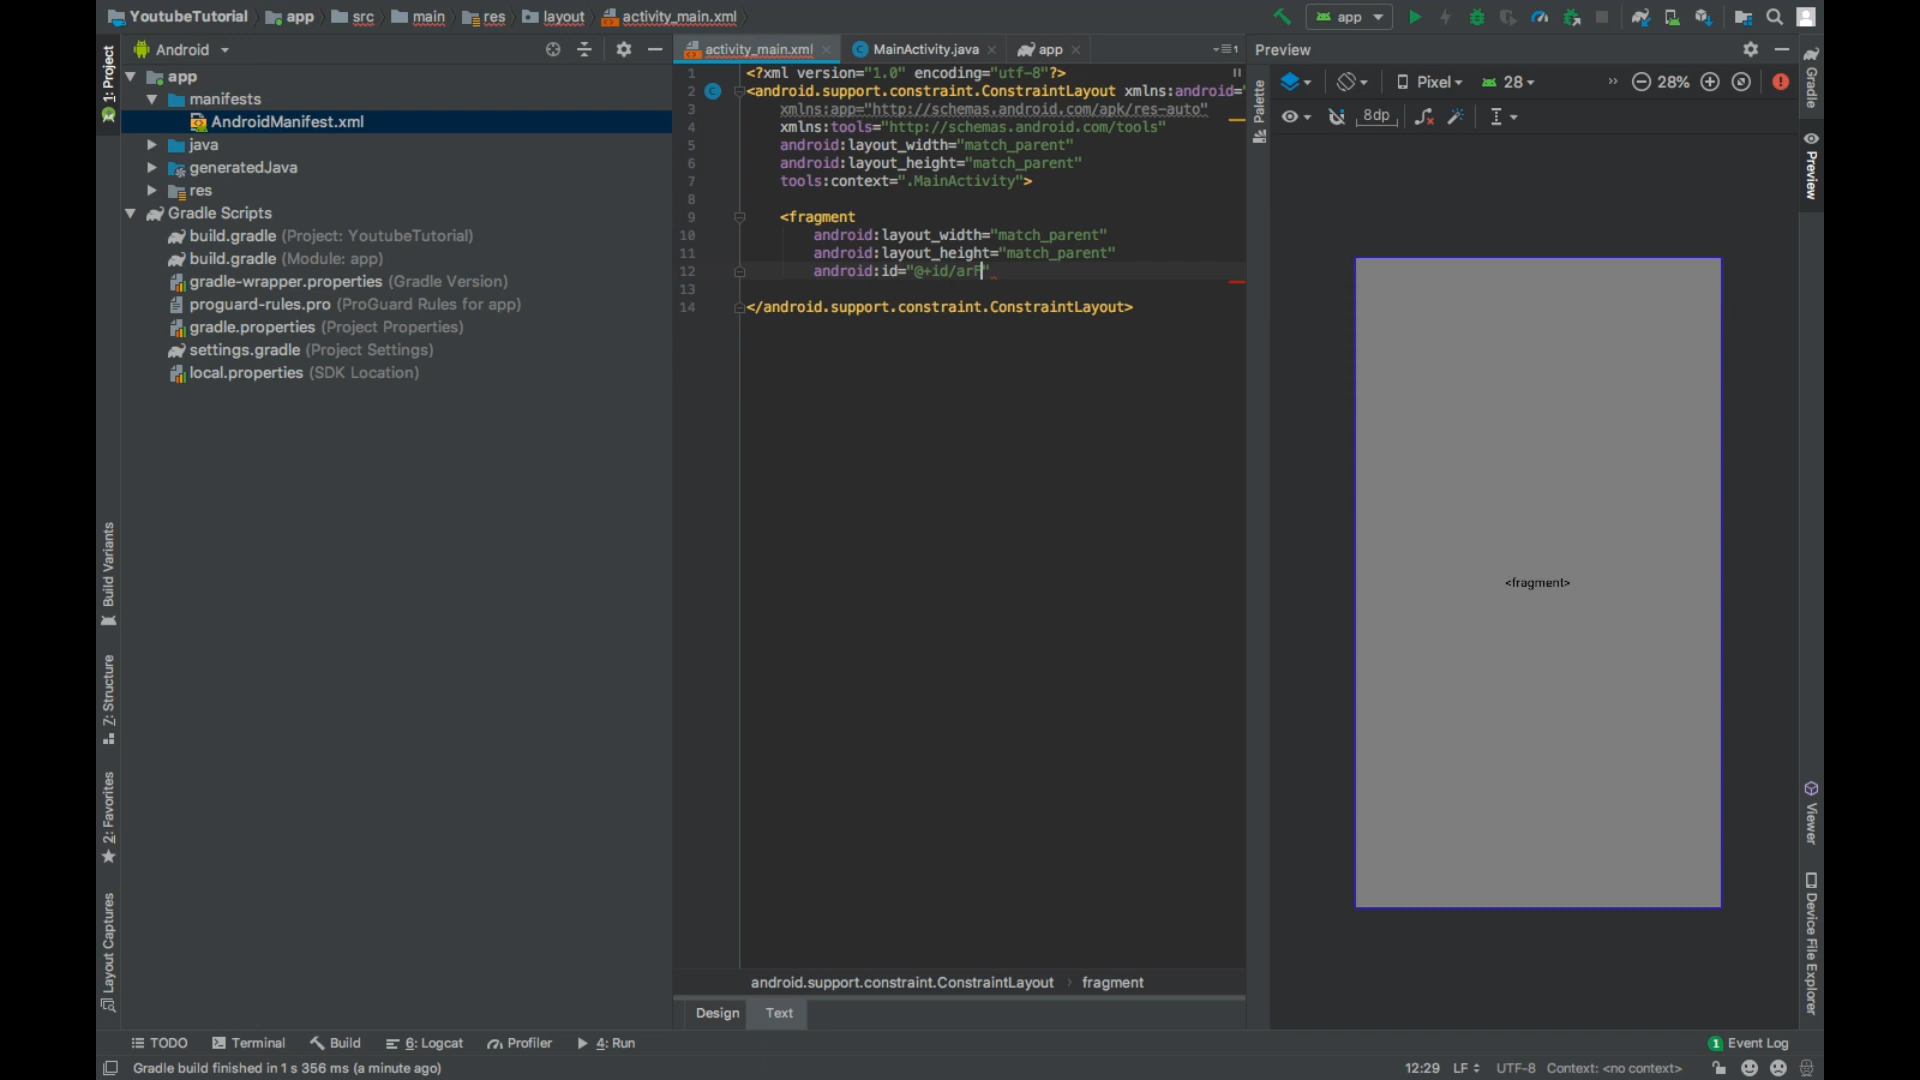 YoutubeTutorial app src main res layout activity_main.xml
app
1: Project
Android
activity_main.xml MainActivity.java app
1
Preview
app
manifests
AndroidManifest.xml
java
generatedJava
res
Gradle Scripts
build.gradle (Project: YoutubeTutorial)
build.gradle (Module: app)
gradle-wrapper.properties (Gradle Version)
proguard-rules.pro (ProGuard Rules for app)
gradle.properties (Project Properties)
settings.gradle (Project Settings)
local.properties (SDK Location)
Build Variants
Z: Structure
2: Favorites
Layout Captures
1 <?xml version="1.0" encoding="utf-8"?>
2 <android.support.constraint.ConstraintLayout xmlns:android="
3 xmlns:app="http://schemas.android.com/apk/res-auto"
4 xmlns:tools="http://schemas.android.com/tools"
5 android:layout_width="match_parent"
6 android:layout_height="match_parent"
7 tools:context=".MainActivity">
8
9 <fragment
10 android:layout_width="match_parent"
11 android:layout_height="match_parent"
12 android:id="@+id/arF"
13
14 </android.support.constraint.ConstraintLayout>
android.support.constraint.ConstraintLayout › fragment
Design Text
Palette
Pixel 28 » 28%
8dp
<fragment>
Gradle
Preview
Viewer
Device File Explorer
TODO Terminal Build 6: Logcat Profiler 4: Run
1 Event Log
Gradle build finished in 1 s 356 ms (a minute ago)
12:29 LF UTF-8 Context: <no context>